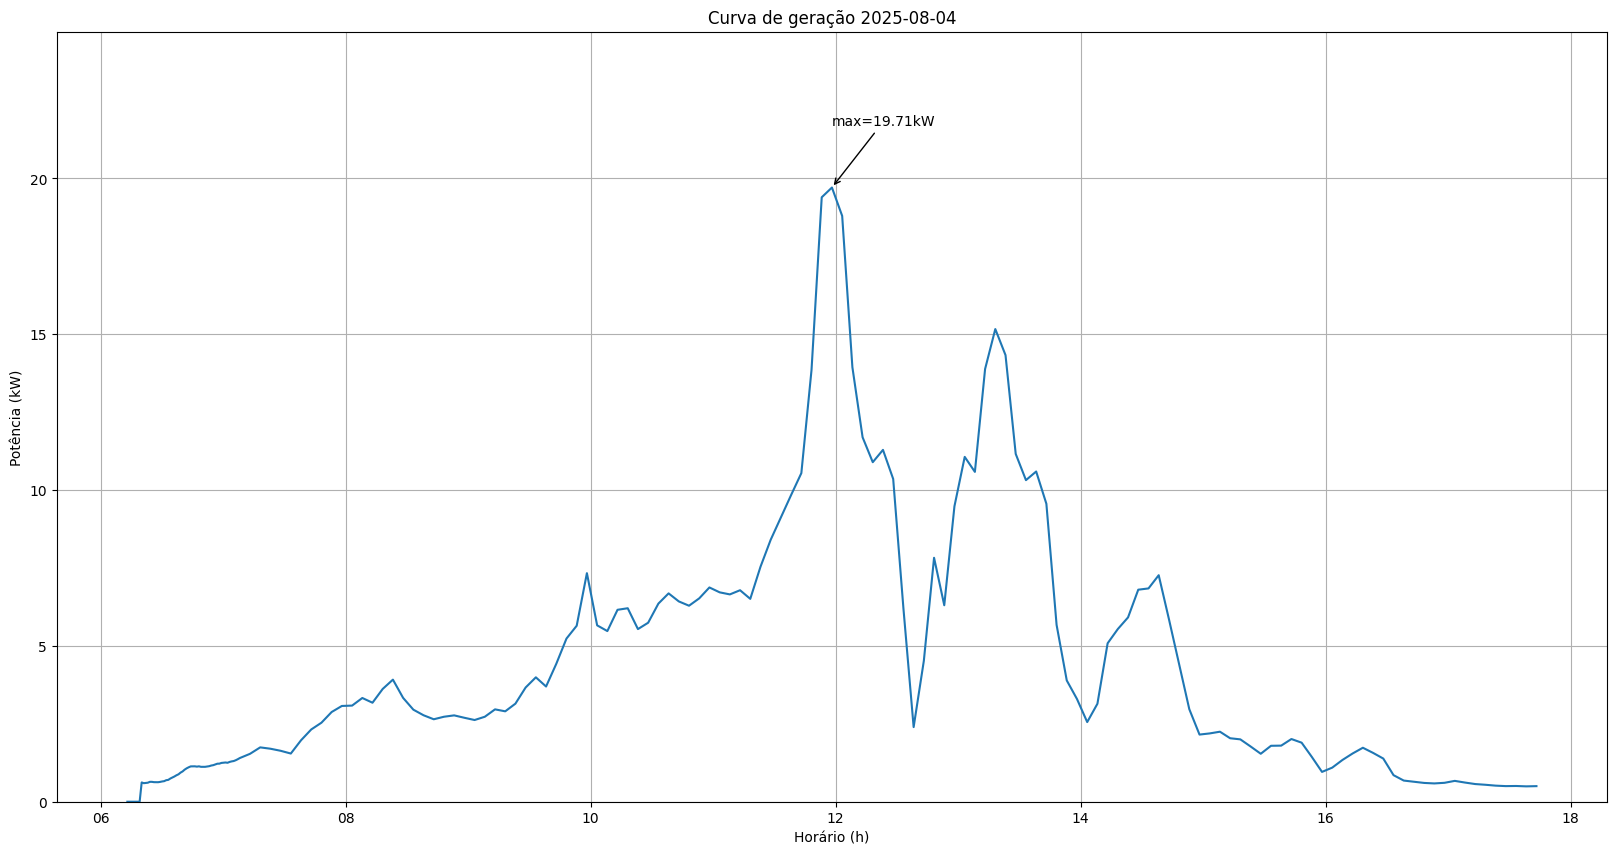 Curva de geração 2025-08-04
max=19.71kW
Potência (kW)
20
15
10
5
0
06 08 10 12 14 16 18
Horário (h)